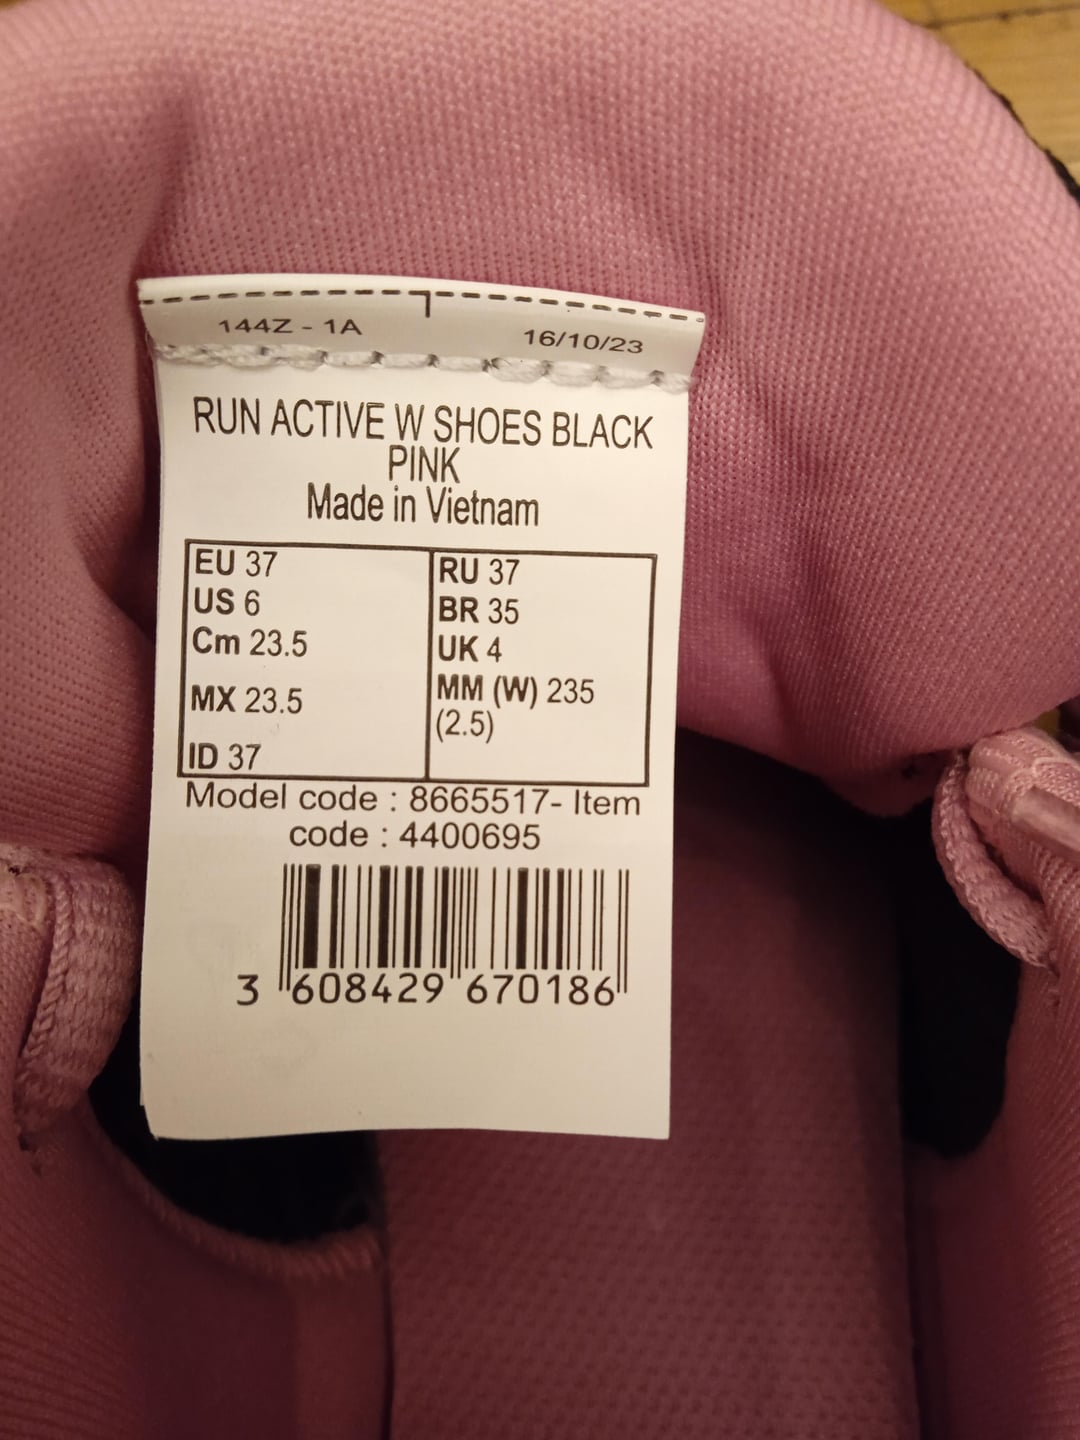 144Z - 1A 16/10/23
RUN ACTIVE W SHOES BLACK
PINK
Made in Vietnam
EU 37
US 6
Cm 23.5
MX 23.5
ID 37
RU 37
BR 35
UK 4
MM (W) 235
(2.5)
Model code : 8665517- Item
code : 4400695
3 608429 670186